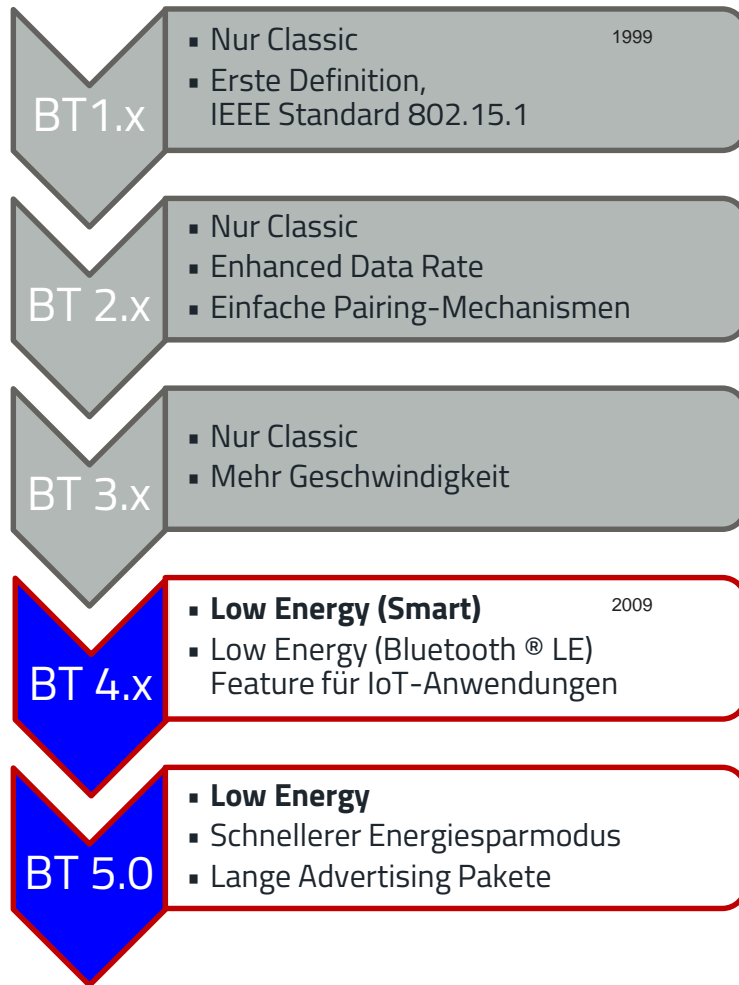 BT1.x
▪ Nur Classic 1999
▪ Erste Definition,
IEEE Standard 802.15.1
BT 2.x
▪ Nur Classic
▪ Enhanced Data Rate
▪ Einfache Pairing-Mechanismen
BT 3.x
▪ Nur Classic
▪ Mehr Geschwindigkeit
BT 4.x
▪ Low Energy (Smart) 2009
▪ Low Energy (Bluetooth ® LE)
Feature für IoT-Anwendungen
BT 5.0
▪ Low Energy
▪ Schnellerer Energiesparmodus
▪ Lange Advertising Pakete